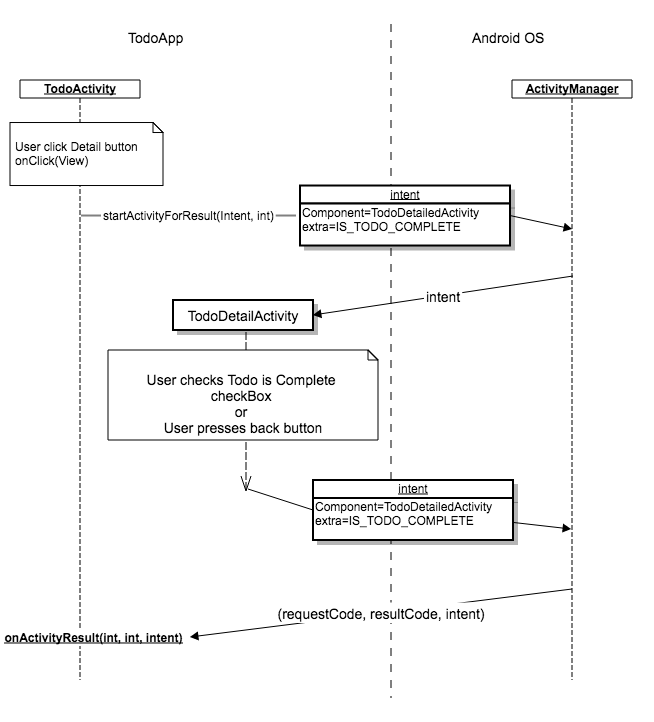 TodoApp
Android OS
TodoActivity
ActivityManager
User click Detail button
onClick(View)
startActivityForResult(Intent, int)
intent
Component=TodoDetailedActivity
extra=IS_TODO_COMPLETE
intent
TodoDetailActivity
User checks Todo is Complete
checkBox
or
User presses back button
intent
Component=TodoDetailedActivity
extra=IS_TODO_COMPLETE
(requestCode, resultCode, intent)
onActivityResult(int, int, intent)